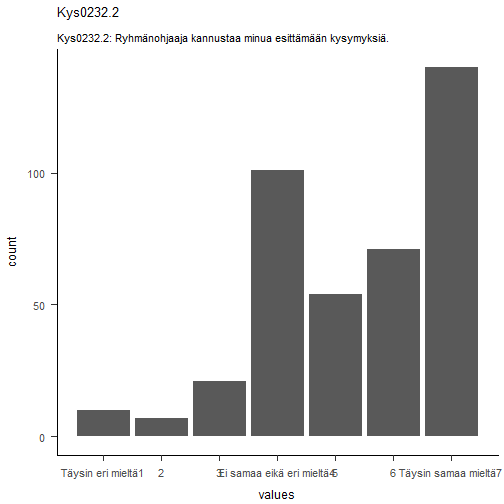 Kys0232.2
Kys0232.2: Ryhmänohjaaja kannustaa minua esittämään kysymyksiä.
100
50
0
count
Täysin eri mieltä1 2 3 Ei samaa eikä eri mieltä4 5 6 Täysin samaa mieltä7
values